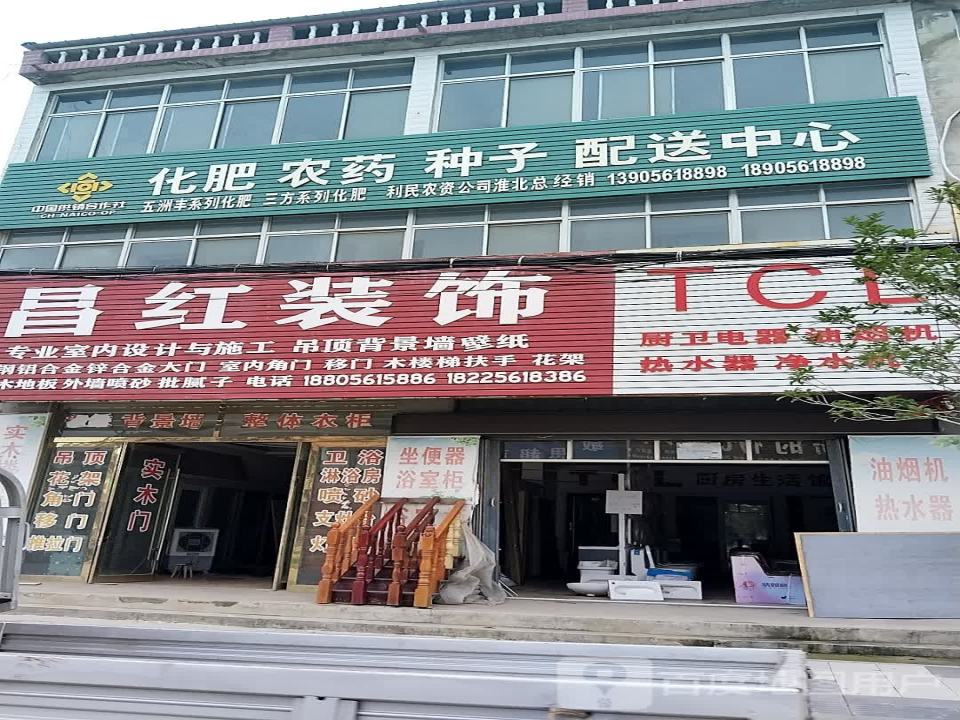 化肥 农药 种子 配送中心
中国供销合作社
CH-NAICO-OP
五洲丰系列化肥 三方系列化肥 利民农资公司淮北总经销 13905618898 18905618898
昌红装饰
专业室内设计与施工 吊顶背景墙壁纸
钢铝合金锌合金大门 室内角门 移门 木楼梯扶手 花架
木地板 外墙喷砂 批腻子 电话 18805615886 18225618386
TCL
厨卫电器 油烟机
热水器 净水机
背景墙 整体衣柜
实木
吊顶
花架
角门
移门
推拉门
实木门
卫浴
淋浴房
喷砂
坐便器
浴室柜
厨房生活馆
油烟机
热水器